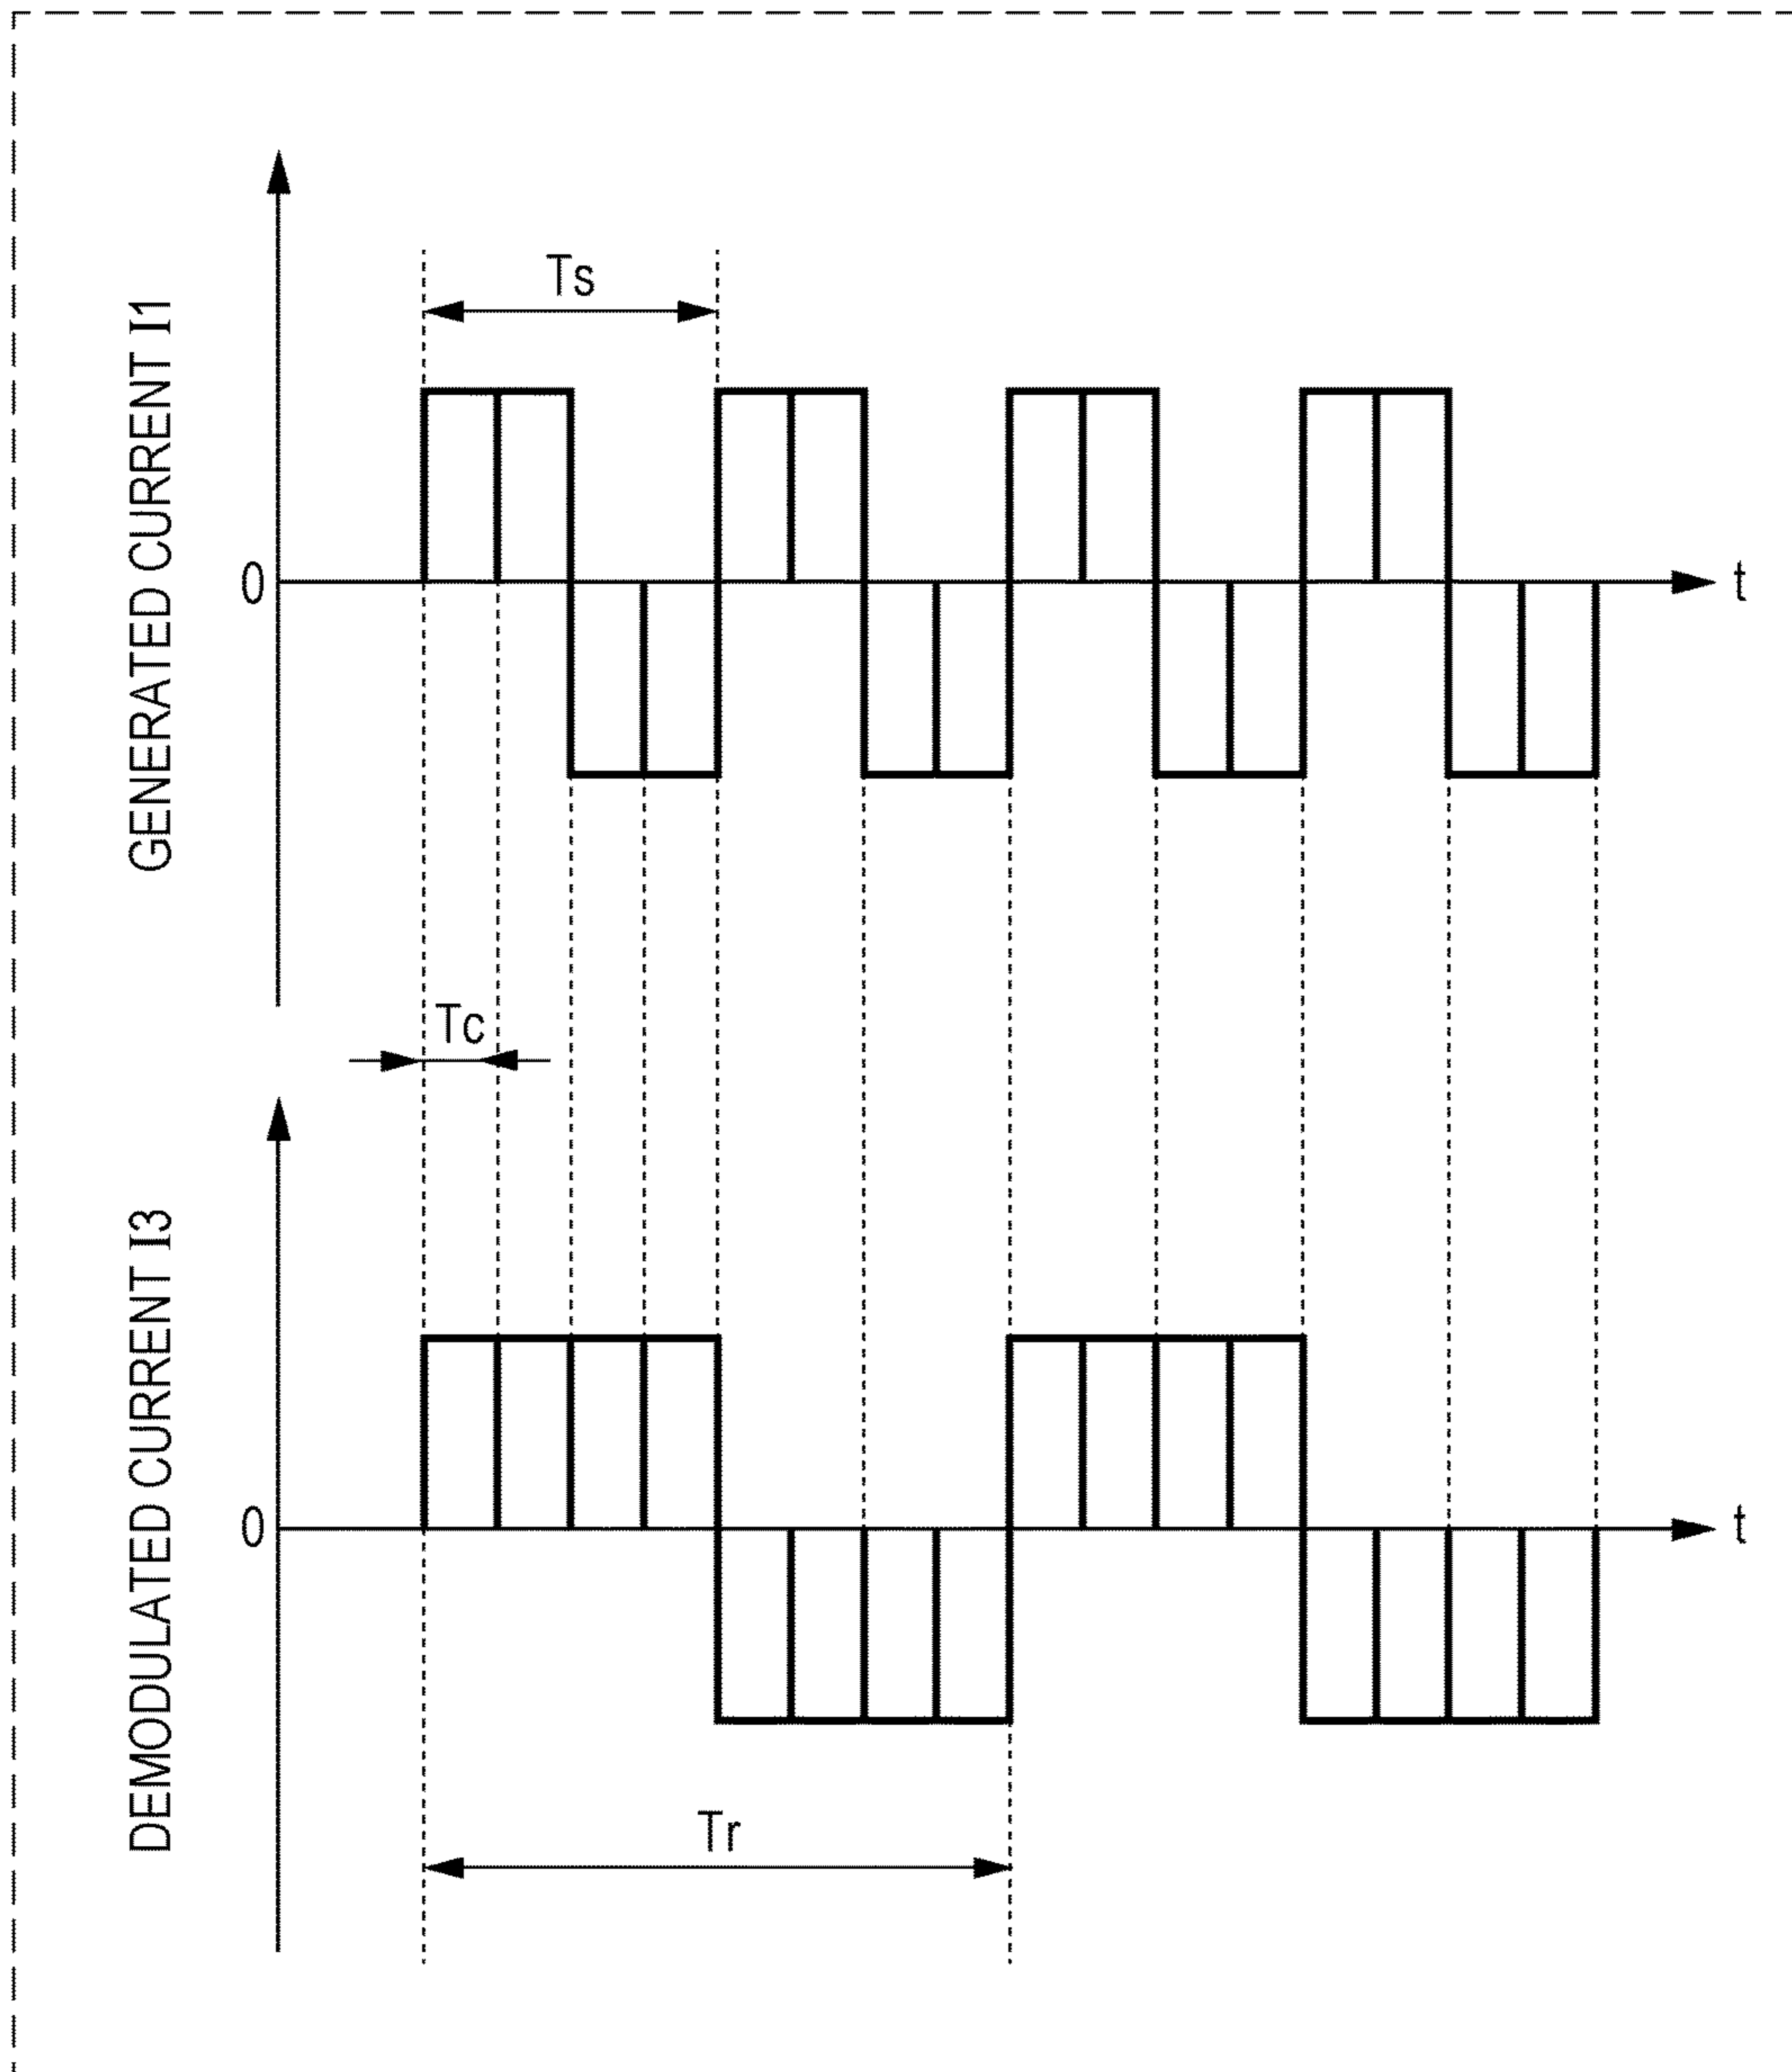 GENERATED CURRENT I1
Ts
0
t
Tc
DEMODULATED CURRENT I3
0
t
Tr